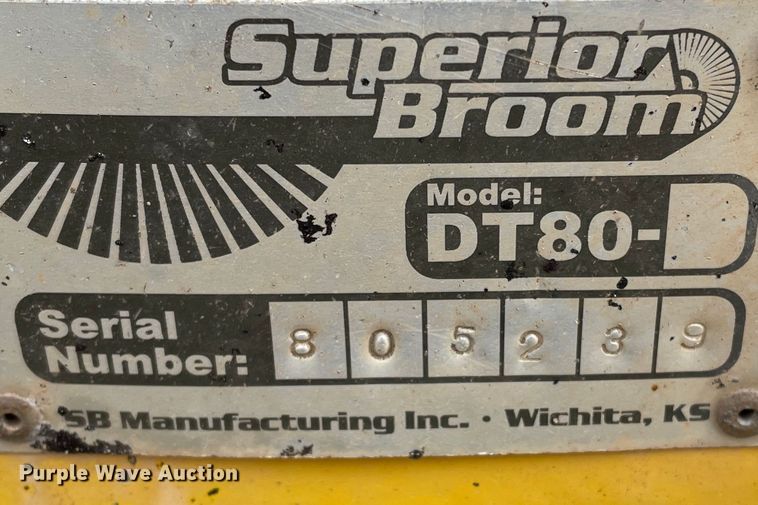 Superior
Broom
Model:
DT80-
Serial
Number: 8 0 5 2 3 9
SB Manufacturing Inc. · Wichita, KS
Purple Wave Auction